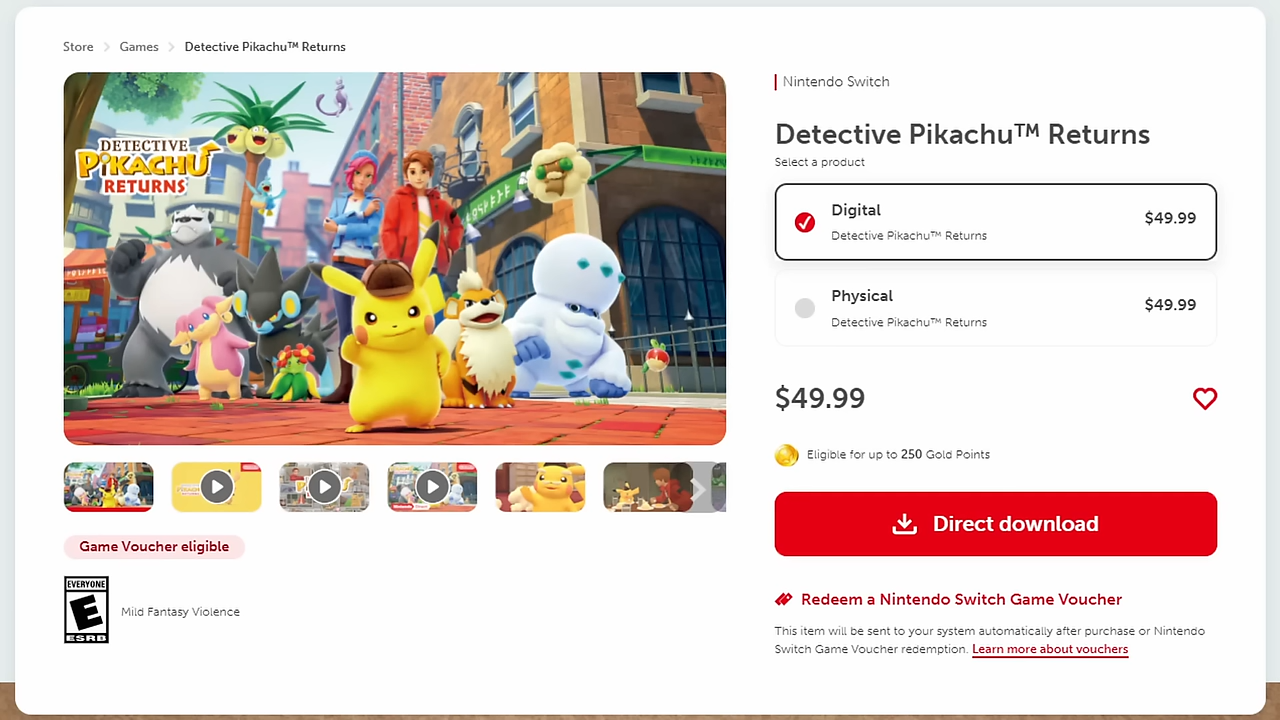 Store
Games
Detective Pikachu™ Returns
DETECTIVE
PIKACHU
RETURNS
Game Voucher eligible
EVERYONE
E
ESRB
Mild Fantasy Violence
Nintendo Switch
Detective Pikachu™ Returns
Select a product
Digital
$49.99
Detective Pikachu™ Returns
Physical
$49.99
Detective Pikachu™ Returns
$49.99
Eligible for up to 250 Gold Points
Direct download
Redeem a Nintendo Switch Game Voucher
This item will be sent to your system automatically after purchase or Nintendo
Switch Game Voucher redemption. Learn more about vouchers